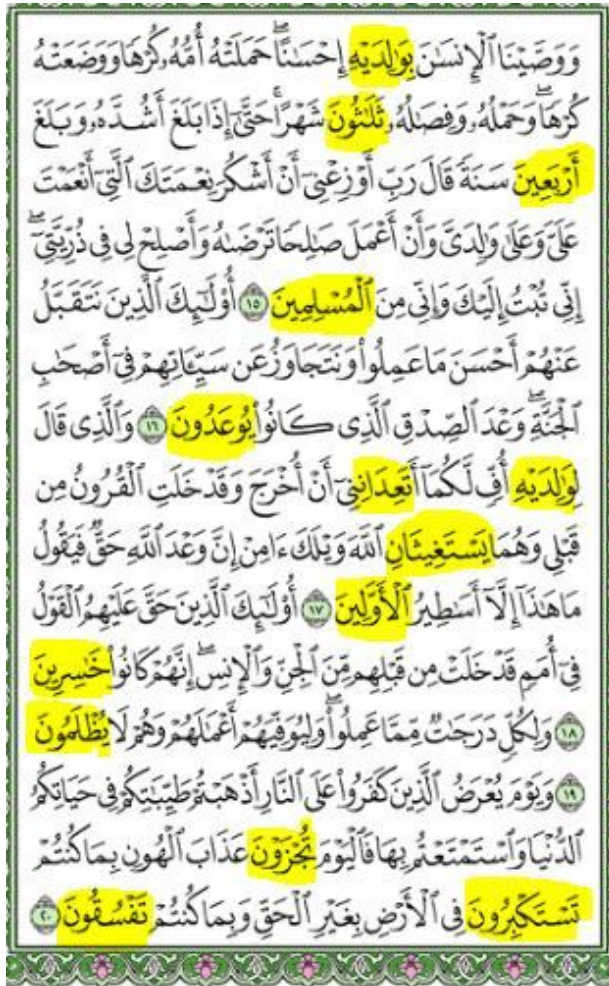 وَوَصَّيْنَا ٱلْإِنسَـٰنَ بِوَٰلِدَيْهِ إِحْسَـٰنًا ۖ حَمَلَتْهُ أُمُّهُۥ كُرْهًا وَوَضَعَتْهُ
كُرْهًا ۖ وَحَمْلُهُۥ وَفِصَـٰلُهُۥ ثَلَـٰثُونَ شَهْرًا ۚ حَتَّىٰٓ إِذَا بَلَغَ أَشُدَّهُۥ وَبَلَغَ
أَرْبَعِينَ سَنَةً قَالَ رَبِّ أَوْزِعْنِىٓ أَنْ أَشْكُرَ نِعْمَتَكَ ٱلَّتِىٓ أَنْعَمْتَ
عَلَىَّ وَعَلَىٰ وَٰلِدَىَّ وَأَنْ أَعْمَلَ صَـٰلِحًا تَرْضَىٰهُ وَأَصْلِحْ لِى فِى ذُرِّيَّتِىٓ ۖ
إِنِّى تُبْتُ إِلَيْكَ وَإِنِّى مِنَ ٱلْمُسْلِمِينَ ١٥ أُو۟لَـٰٓئِكَ ٱلَّذِينَ نَتَقَبَّلُ
عَنْهُمْ أَحْسَنَ مَا عَمِلُوا۟ وَنَتَجَاوَزُ عَن سَيِّـَٔاتِهِمْ فِىٓ أَصْحَـٰبِ
ٱلْجَنَّةِ ۖ وَعْدَ ٱلصِّدْقِ ٱلَّذِى كَانُوا۟ يُوعَدُونَ ١٦ وَٱلَّذِى قَالَ
لِوَٰلِدَيْهِ أُفٍّ لَّكُمَآ أَتَعِدَانِنِىٓ أَنْ أُخْرَجَ وَقَدْ خَلَتِ ٱلْقُرُونُ مِن
قَبْلِى وَهُمَا يَسْتَغِيثَانِ ٱللَّهَ وَيْلَكَ ءَامِنْ إِنَّ وَعْدَ ٱللَّهِ حَقٌّ فَيَقُولُ
مَا هَـٰذَآ إِلَّآ أَسَـٰطِيرُ ٱلْأَوَّلِينَ ١٧ أُو۟لَـٰٓئِكَ ٱلَّذِينَ حَقَّ عَلَيْهِمُ ٱلْقَوْلُ
فِىٓ أُمَمٍ قَدْ خَلَتْ مِن قَبْلِهِم مِّنَ ٱلْجِنِّ وَٱلْإِنسِ ۖ إِنَّهُمْ كَانُوا۟ خَـٰسِرِينَ
١٨ وَلِكُلٍّ دَرَجَـٰتٌ مِّمَّا عَمِلُوا۟ ۖ وَلِيُوَفِّيَهُمْ أَعْمَـٰلَهُمْ وَهُمْ لَا يُظْلَمُونَ
١٩ وَيَوْمَ يُعْرَضُ ٱلَّذِينَ كَفَرُوا۟ عَلَى ٱلنَّارِ أَذْهَبْتُمْ طَيِّبَـٰتِكُمْ فِى حَيَاتِكُمُ
ٱلدُّنْيَا وَٱسْتَمْتَعْتُم بِهَا فَٱلْيَوْمَ تُجْزَوْنَ عَذَابَ ٱلْهُونِ بِمَا كُنتُمْ
تَسْتَكْبِرُونَ فِى ٱلْأَرْضِ بِغَيْرِ ٱلْحَقِّ وَبِمَا كُنتُمْ تَفْسُقُونَ ٢٠